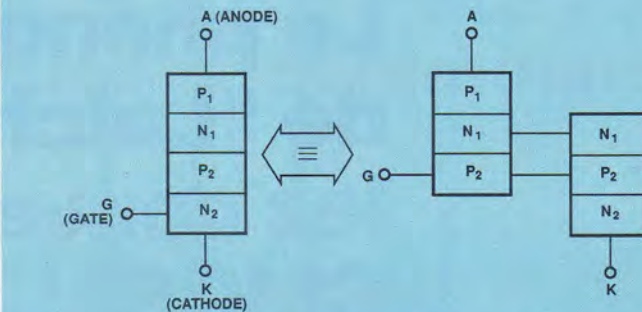 A (ANODE)
P1
N1
P2
N2
G
(GATE)
K
(CATHODE)
≡
A
P1
N1
P2
G
N1
P2
N2
K